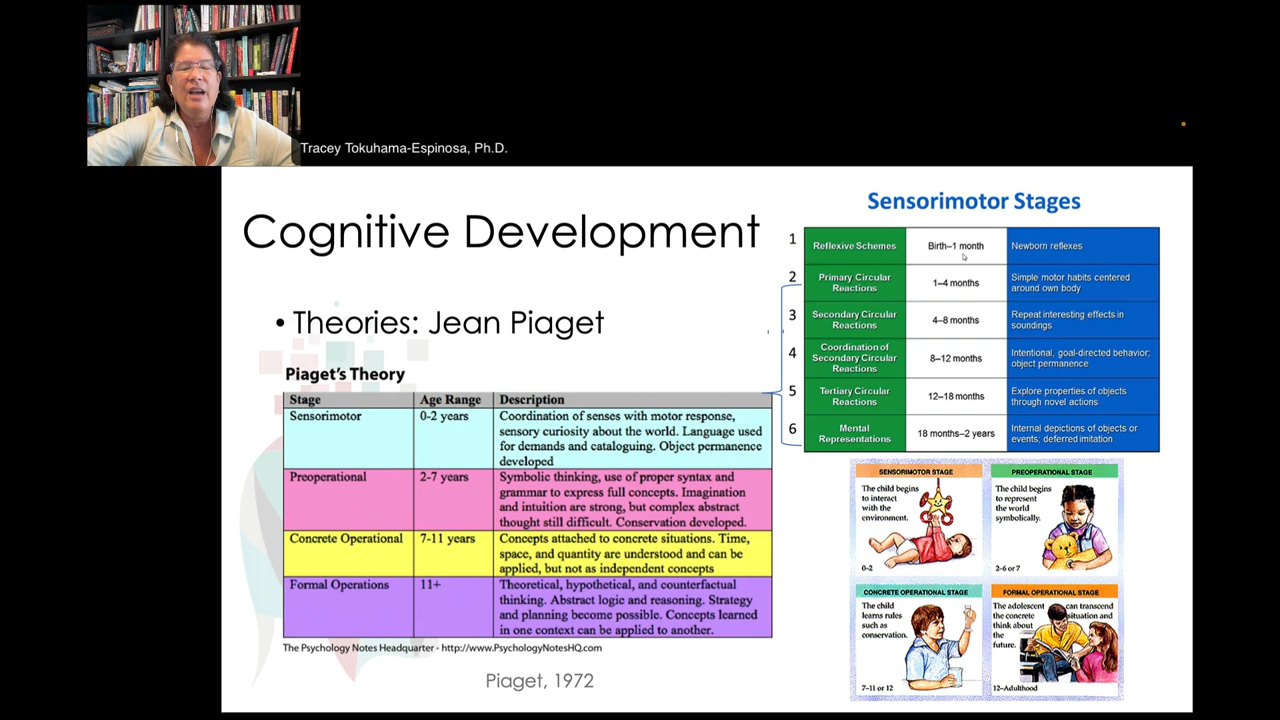 Tracey Tokuhama-Espinosa, Ph.D.
Cognitive Development
• Theories: Jean Piaget
Piaget's Theory
Stage Age Range Description
Sensorimotor 0-2 years Coordination of senses with motor response,
sensory curiosity about the world. Language used
for demands and cataloguing. Object permanence
developed
Preoperational 2-7 years Symbolic thinking, use of proper syntax and
grammar to express full concepts. Imagination
and intuition are strong, but complex abstract
thought still difficult. Conservation developed.
Concrete Operational 7-11 years Concepts attached to concrete situations. Time,
space, and quantity are understood and can be
applied, but not as independent concepts
Formal Operations 11+ Theoretical, hypothetical, and counterfactual
thinking. Abstract logic and reasoning. Strategy
and planning become possible. Concepts learned
in one context can be applied to another.
The Psychology Notes Headquarter - http://www.PsychologyNotesHQ.com
Piaget, 1972
Sensorimotor Stages
1 Reflexive Schemes Birth–1 month Newborn reflexes
2 Primary Circular Reactions 1–4 months Simple motor habits centered
around own body
3 Secondary Circular Reactions 4–8 months Repeat interesting effects in
soundings
4 Coordination of Secondary Circular Reactions 8–12 months Intentional, goal-directed behavior;
object permanence
5 Tertiary Circular Reactions 12–18 months Explore properties of objects
through novel actions
6 Mental Representations 18 months–2 years Internal depictions of objects or
events; deferred imitation
SENSORIMOTOR STAGE
The child begins
to interact
with the
environment.
0-2
PREOPERATIONAL STAGE
The child begins
to represent
the world
symbolically.
2-6 or 7
CONCRETE OPERATIONAL STAGE
The child
learns rules
such as
conservation.
7-11 or 12
FORMAL OPERATIONAL STAGE
The adolescent can transcend
the concrete situation and
think about
the
future.
12-Adulthood